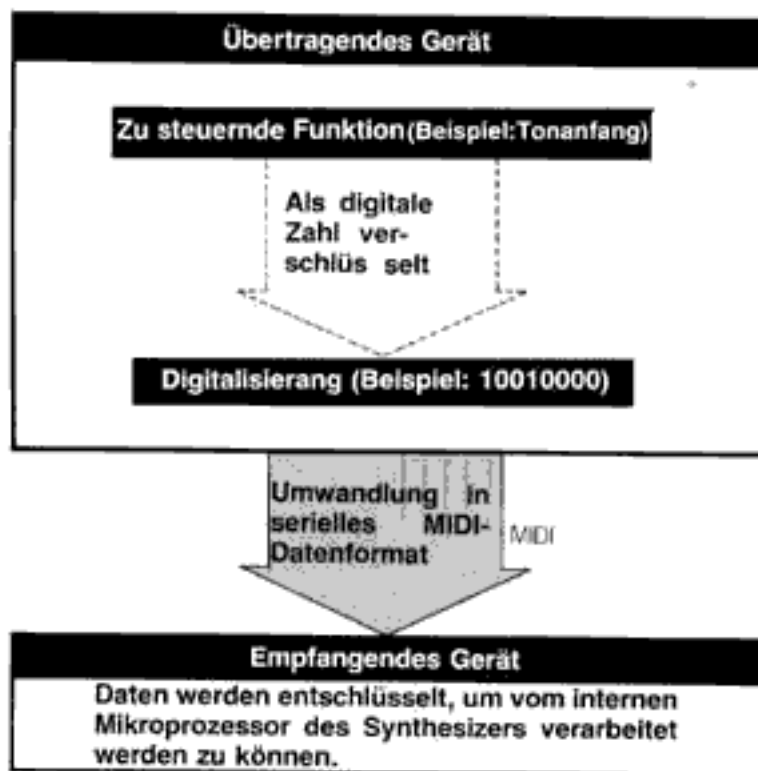 Übertragendes Gerät
Zu steuernde Funktion (Beispiel:Tonanfang)
Als digitale
Zahl ver-
schlüs selt
Digitalisierang (Beispiel: 10010000)
Umwandlung in
serielles MIDI-
Datenformat
MIDI
Empfangendes Gerät
Daten werden entschlüsselt, um vom internen
Mikroprozessor des Synthesizers verarbeitet
werden zu können.